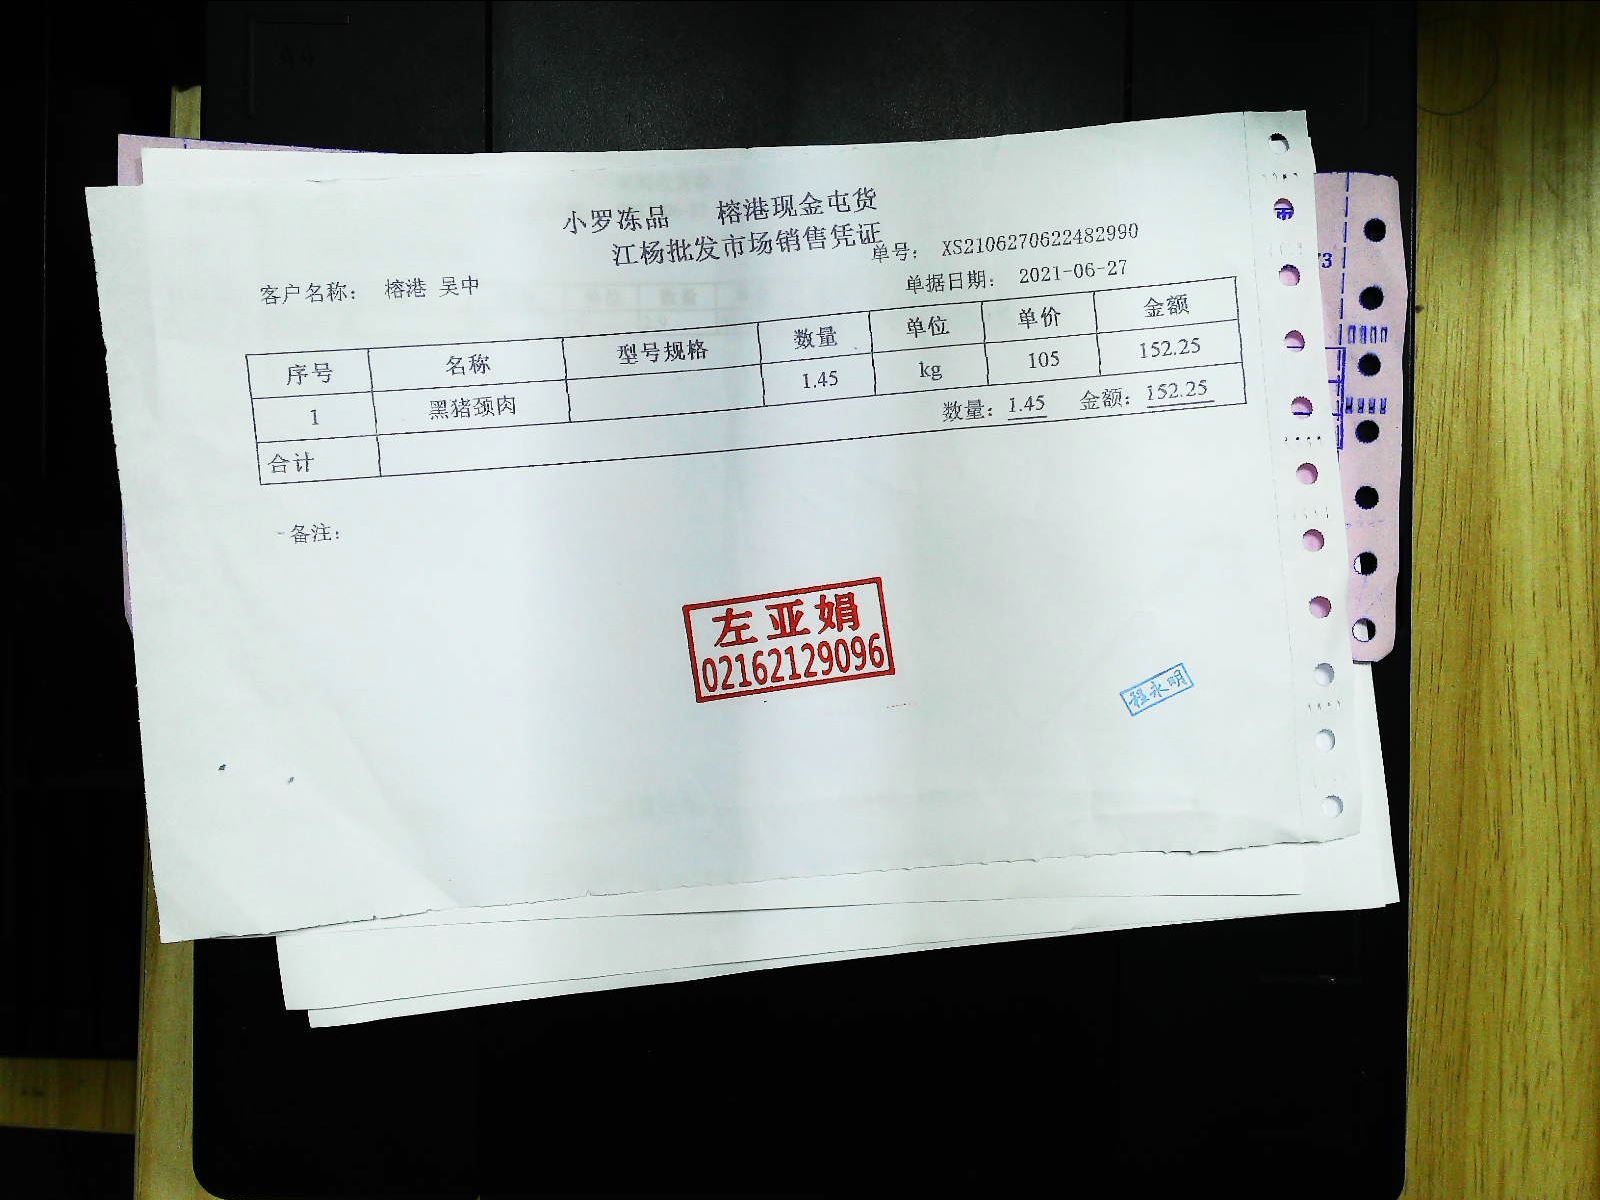 小罗冻品 榕港现金屯货
江杨批发市场销售凭证
单号： XS2106270622482990
客户名称： 榕港 吴中
单据日期： 2021-06-27
序号 名称 型号规格 数量 单位 单价 金额
1 黑猪颈肉 1.45 kg 105 152.25
合计 数量：1.45 金额：152.25
备注：
左亚娟
02162129096
程永明
73